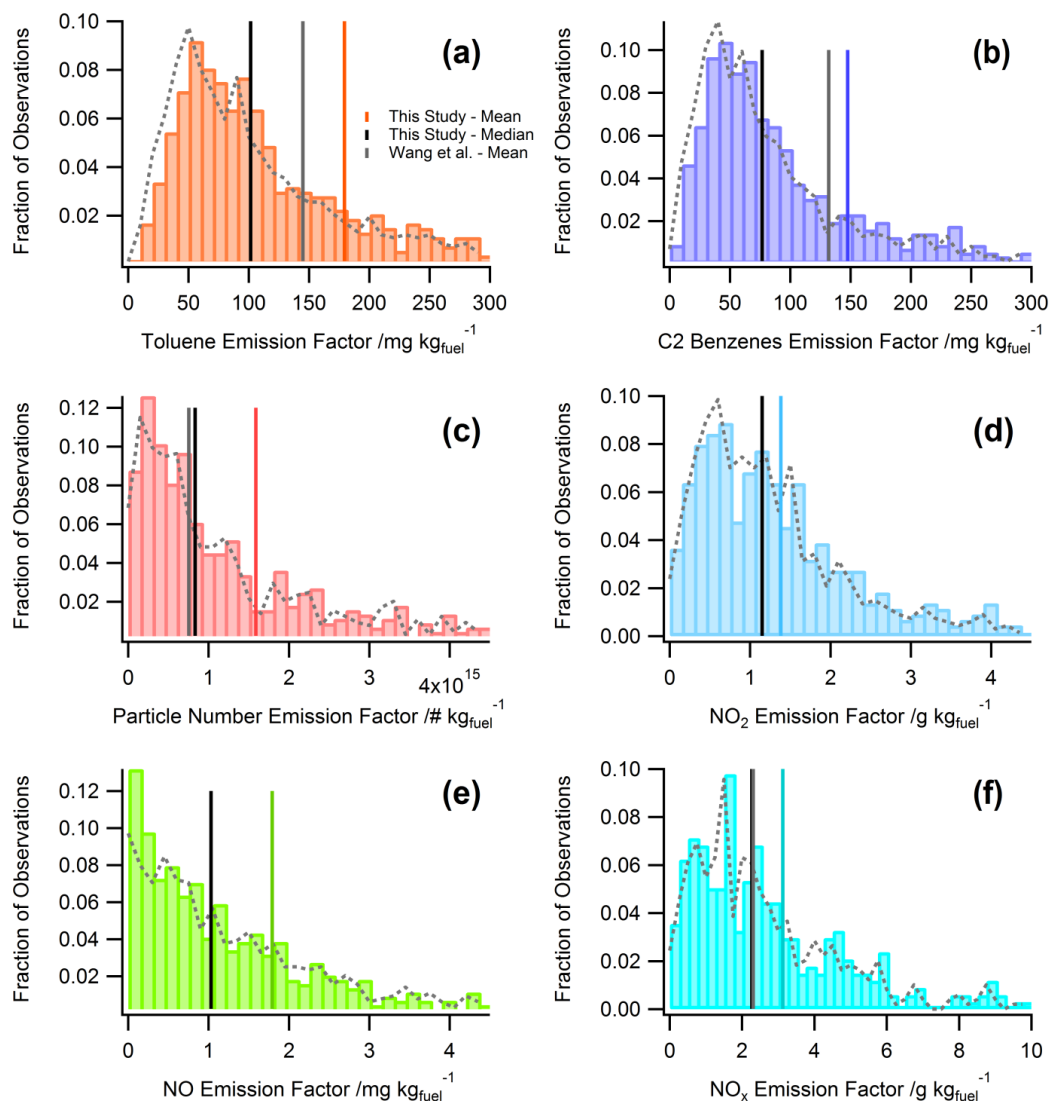 (a)
Fraction of Observations
0.10
0.08
0.06
0.04
0.02
This Study - Mean
This Study - Median
Wang et al. - Mean
0 50 100 150 200 250 300
Toluene Emission Factor /mg kg_fuel^-1
(b)
Fraction of Observations
0.10
0.08
0.06
0.04
0.02
0 50 100 150 200 250 300
C2 Benzenes Emission Factor /mg kg_fuel^-1
(c)
Fraction of Observations
0.12
0.10
0.08
0.06
0.04
0.02
0 1 2 3 4x10^15
Particle Number Emission Factor /# kg_fuel^-1
(d)
Fraction of Observations
0.10
0.08
0.06
0.04
0.02
0.00
0 1 2 3 4
NO_2 Emission Factor /g kg_fuel^-1
(e)
Fraction of Observations
0.12
0.10
0.08
0.06
0.04
0.02
0 1 2 3 4
NO Emission Factor /mg kg_fuel^-1
(f)
Fraction of Observations
0.10
0.08
0.06
0.04
0.02
0.00
0 2 4 6 8 10
NO_x Emission Factor /g kg_fuel^-1